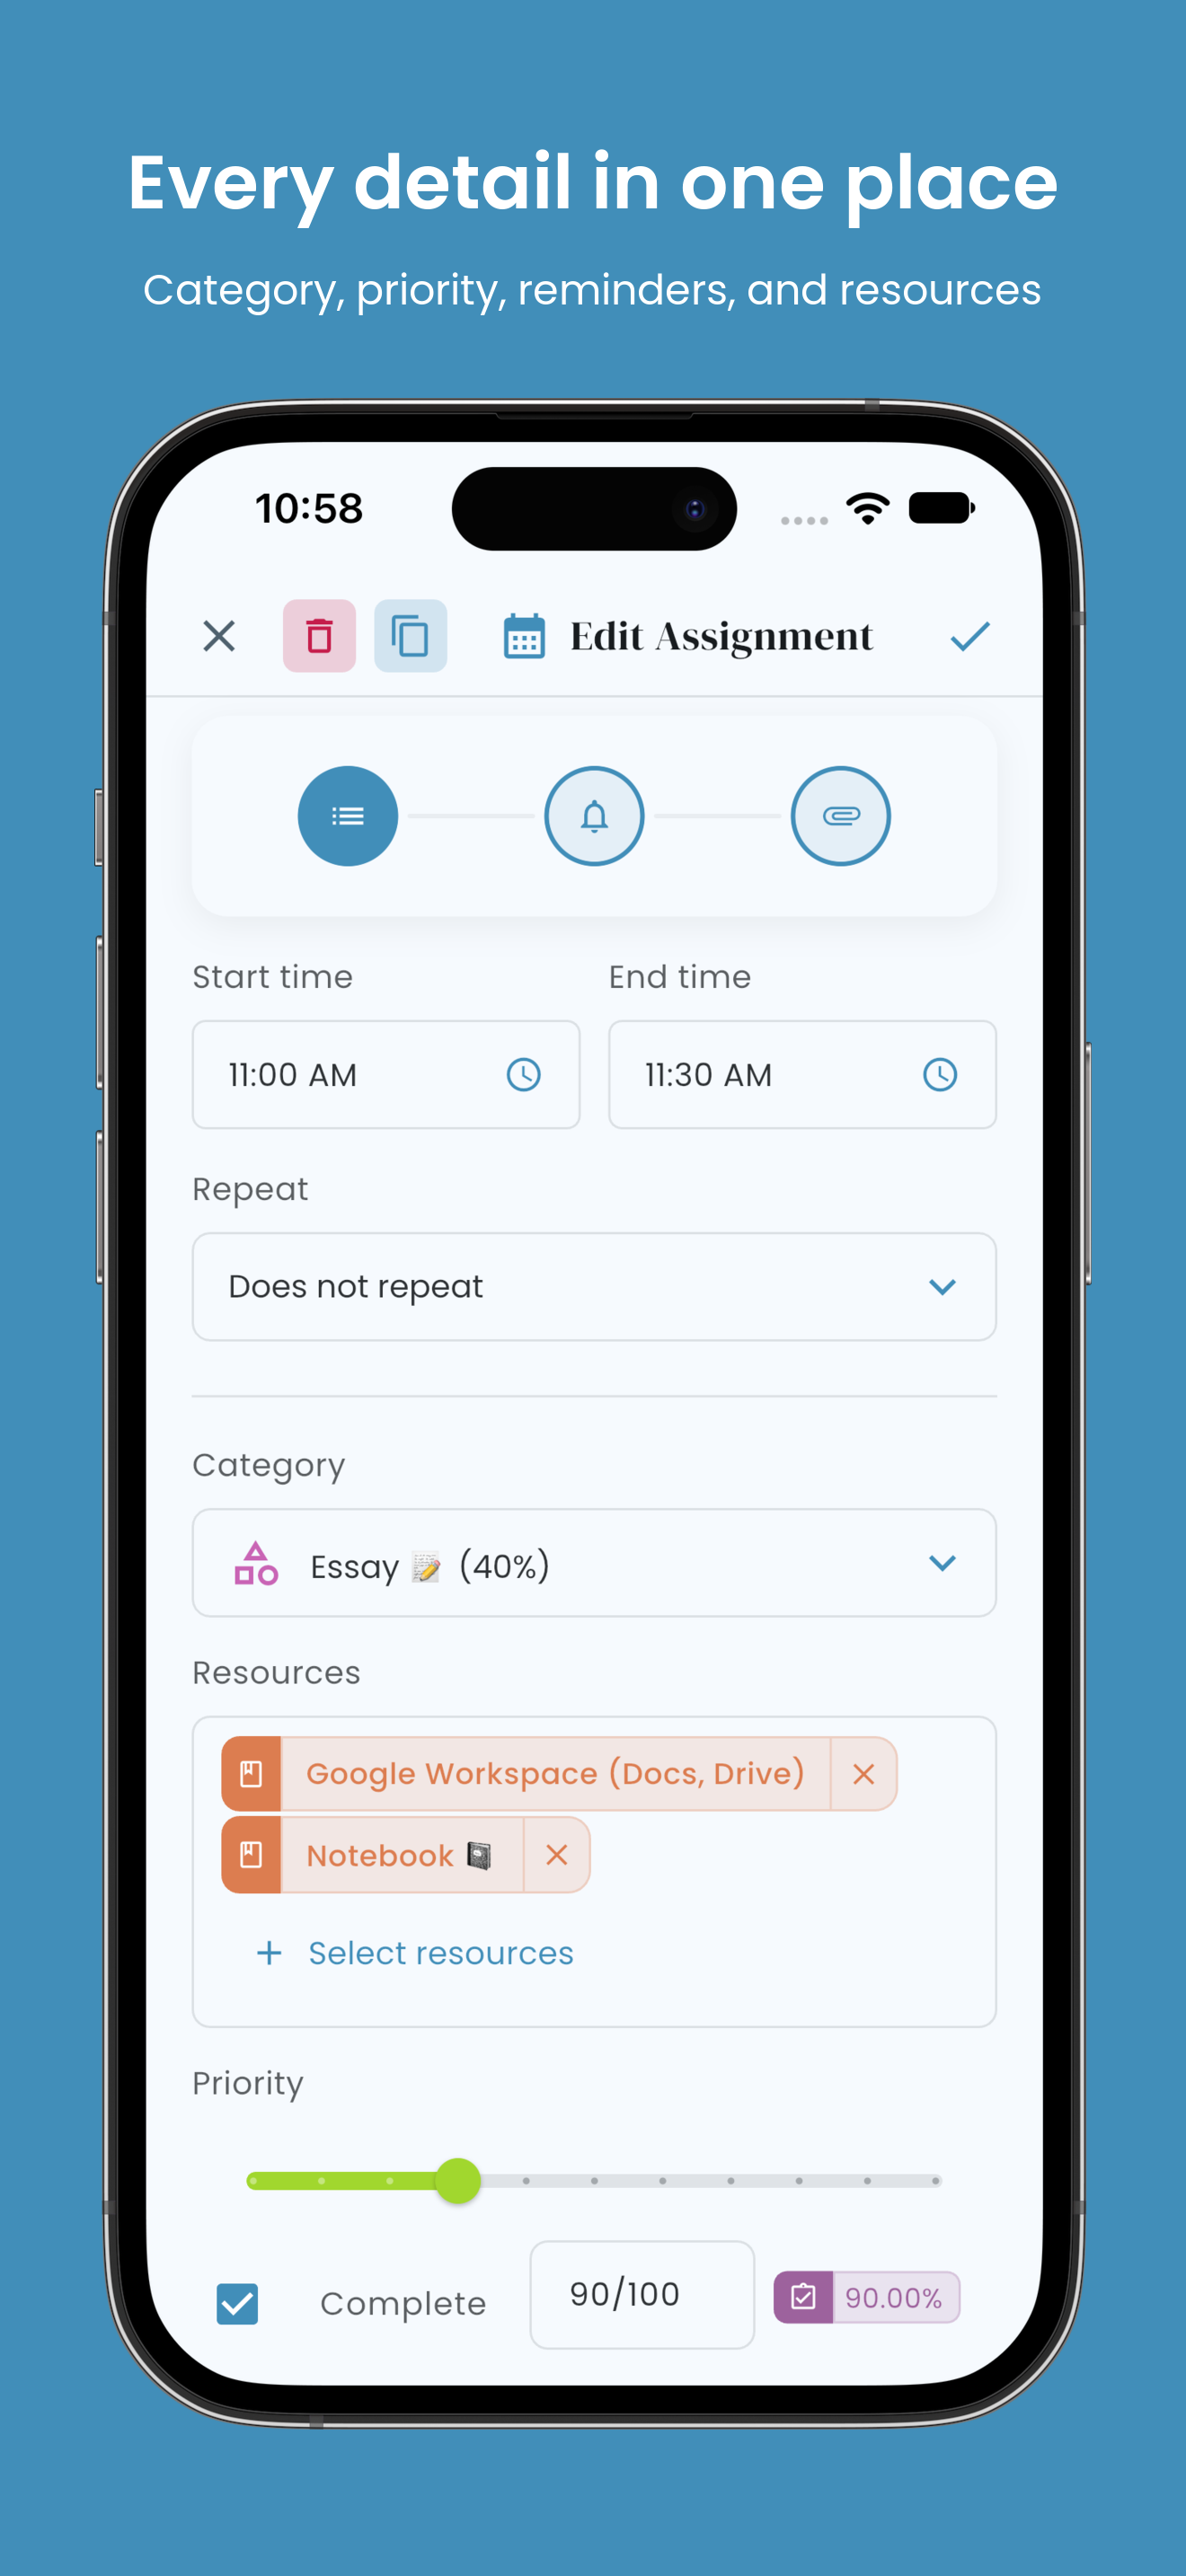 Every detail in one place
Category, priority, reminders, and resources
10:58
Edit Assignment
Start time
End time
11:00 AM
11:30 AM
Repeat
Does not repeat
Category
Essay 📝 (40%)
Resources
Google Workspace (Docs, Drive)
Notebook 📓
+ Select resources
Priority
Complete
90/100
90.00%